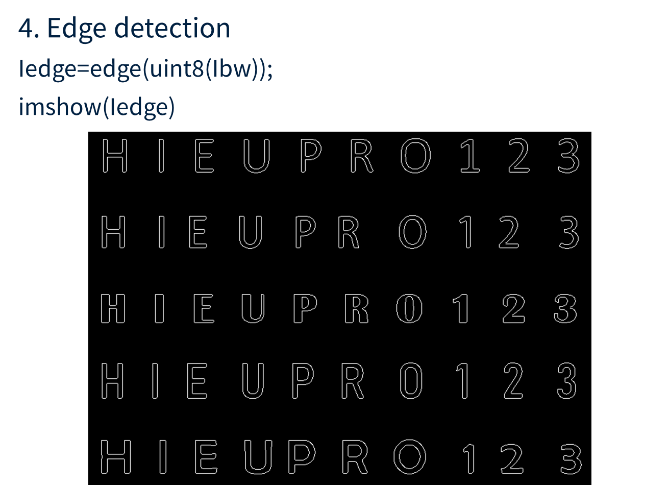 4. Edge detection
Iedge=edge(uint8(Ibw));
imshow(Iedge)
H I E U P R O 1 2 3
H I E U P R O 1 2 3
H I E U P R O 1 2 3
H I E U P R O 1 2 3
H I E U P R O 1 2 3